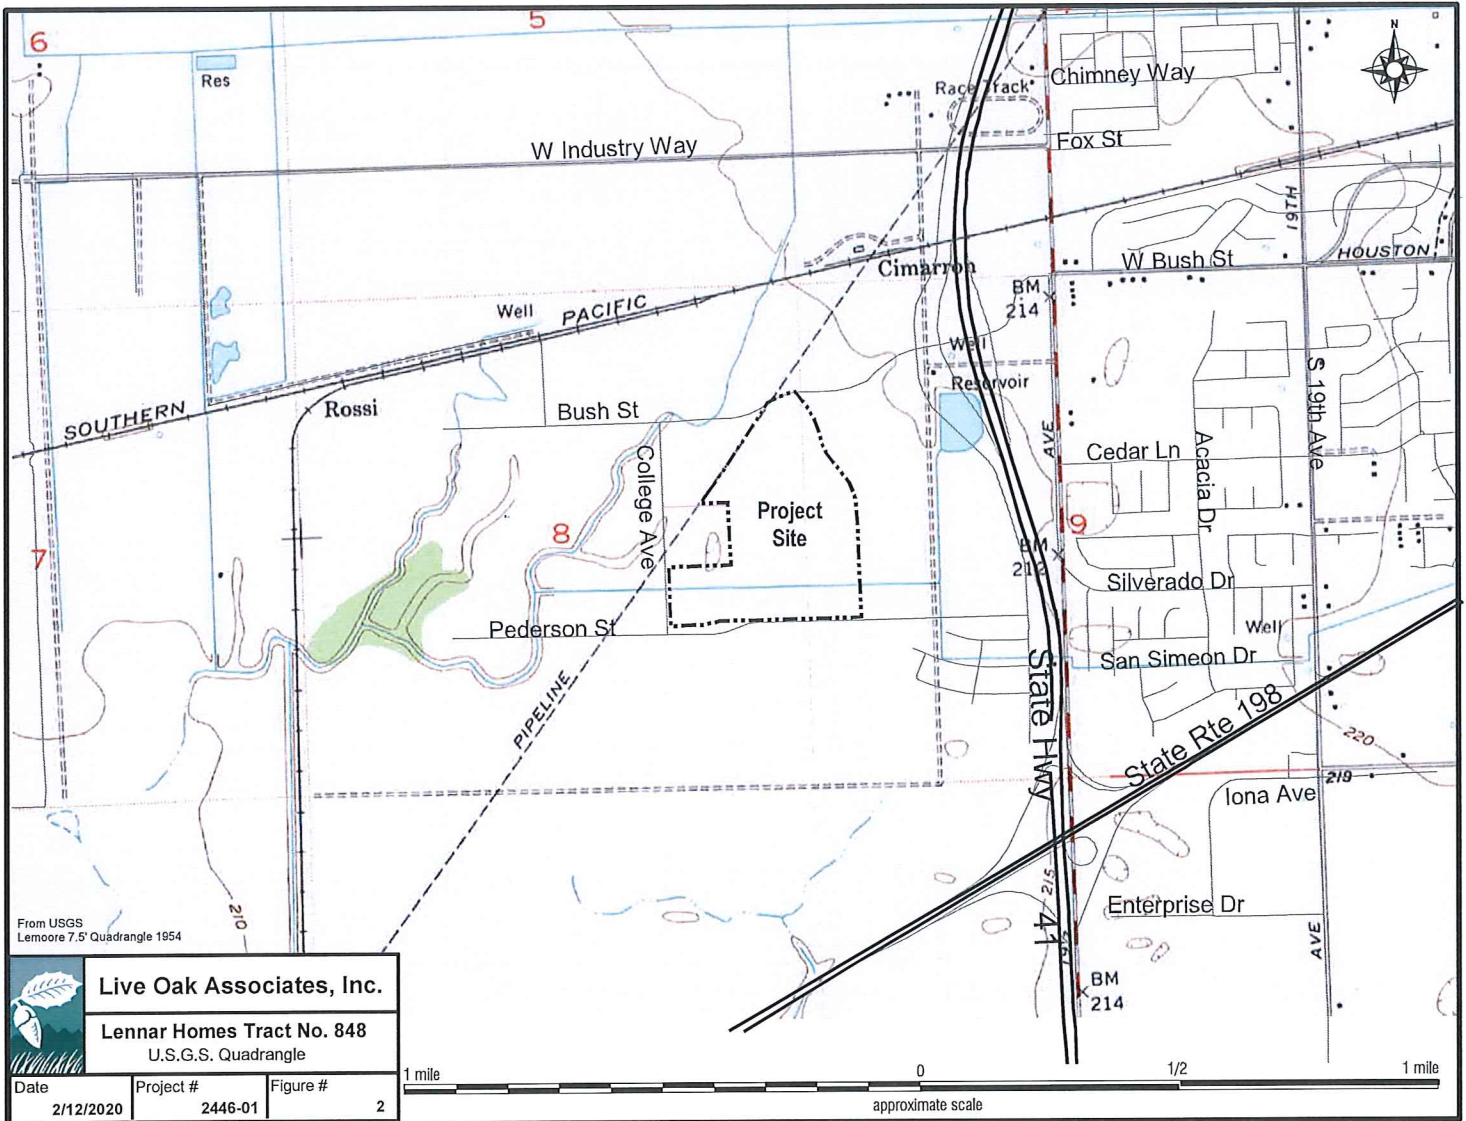 5
6
N
Res
Race Track
Chimney Way
W Industry Way
Fox St
19TH
HOUSTON
W Bush St
Cimarron
BM
214
Well
PACIFIC
Well
SOUTHERN
Rossi
Reservoir
Bush St
S 19th Ave
AVE
Cedar Ln
Acacia Dr
College Ave
Project
Site
8
9
7
BM
212
Silverado Dr
Pederson St
Well
San Simeon Dr
PIPELINE
State Hwy 41
State Rte 198
220
219
Iona Ave
215
210
Enterprise Dr
AVE
BM
214
From USGS
Lemoore 7.5' Quadrangle 1954
Live Oak Associates, Inc.
Lennar Homes Tract No. 848
U.S.G.S. Quadrangle
Date
2/12/2020
Project #
2446-01
Figure #
2
1 mile
0
1/2
1 mile
approximate scale